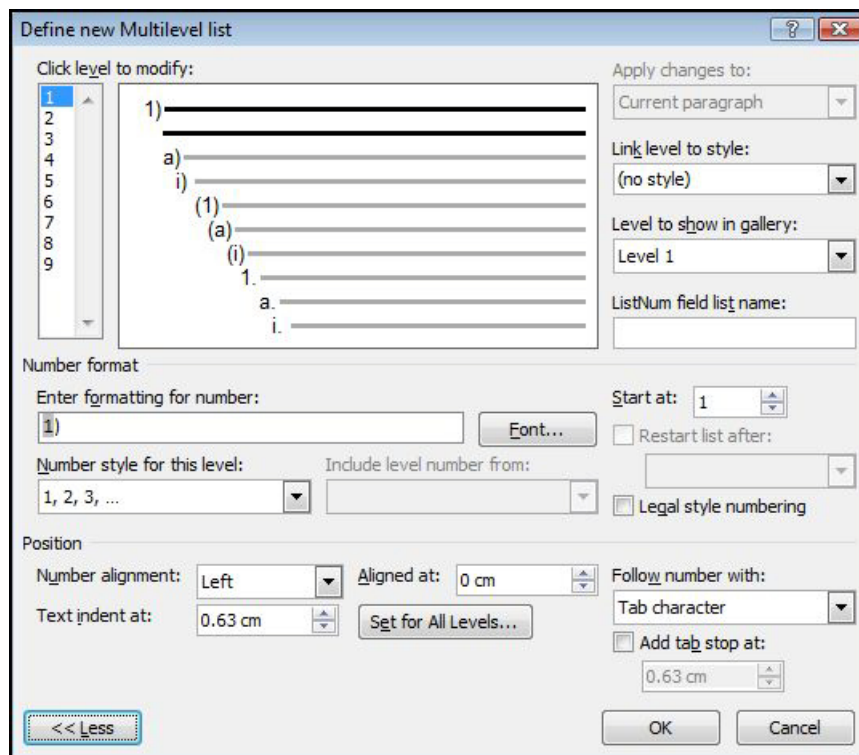 Define new Multilevel list
Click level to modify:
1
2
3
4
5
6
7
8
9
1)
a)
i)
(1)
(a)
(i)
1.
a.
i.
Apply changes to:
Current paragraph
Link level to style:
(no style)
Level to show in gallery:
Level 1
ListNum field list name:
Number format
Enter formatting for number:
1)
Font...
Start at: 1
Restart list after:
Number style for this level:
1, 2, 3, ...
Include level number from:
Legal style numbering
Position
Number alignment: Left
Aligned at: 0 cm
Text indent at: 0.63 cm
Set for All Levels...
Follow number with:
Tab character
Add tab stop at:
0.63 cm
<< Less
OK
Cancel